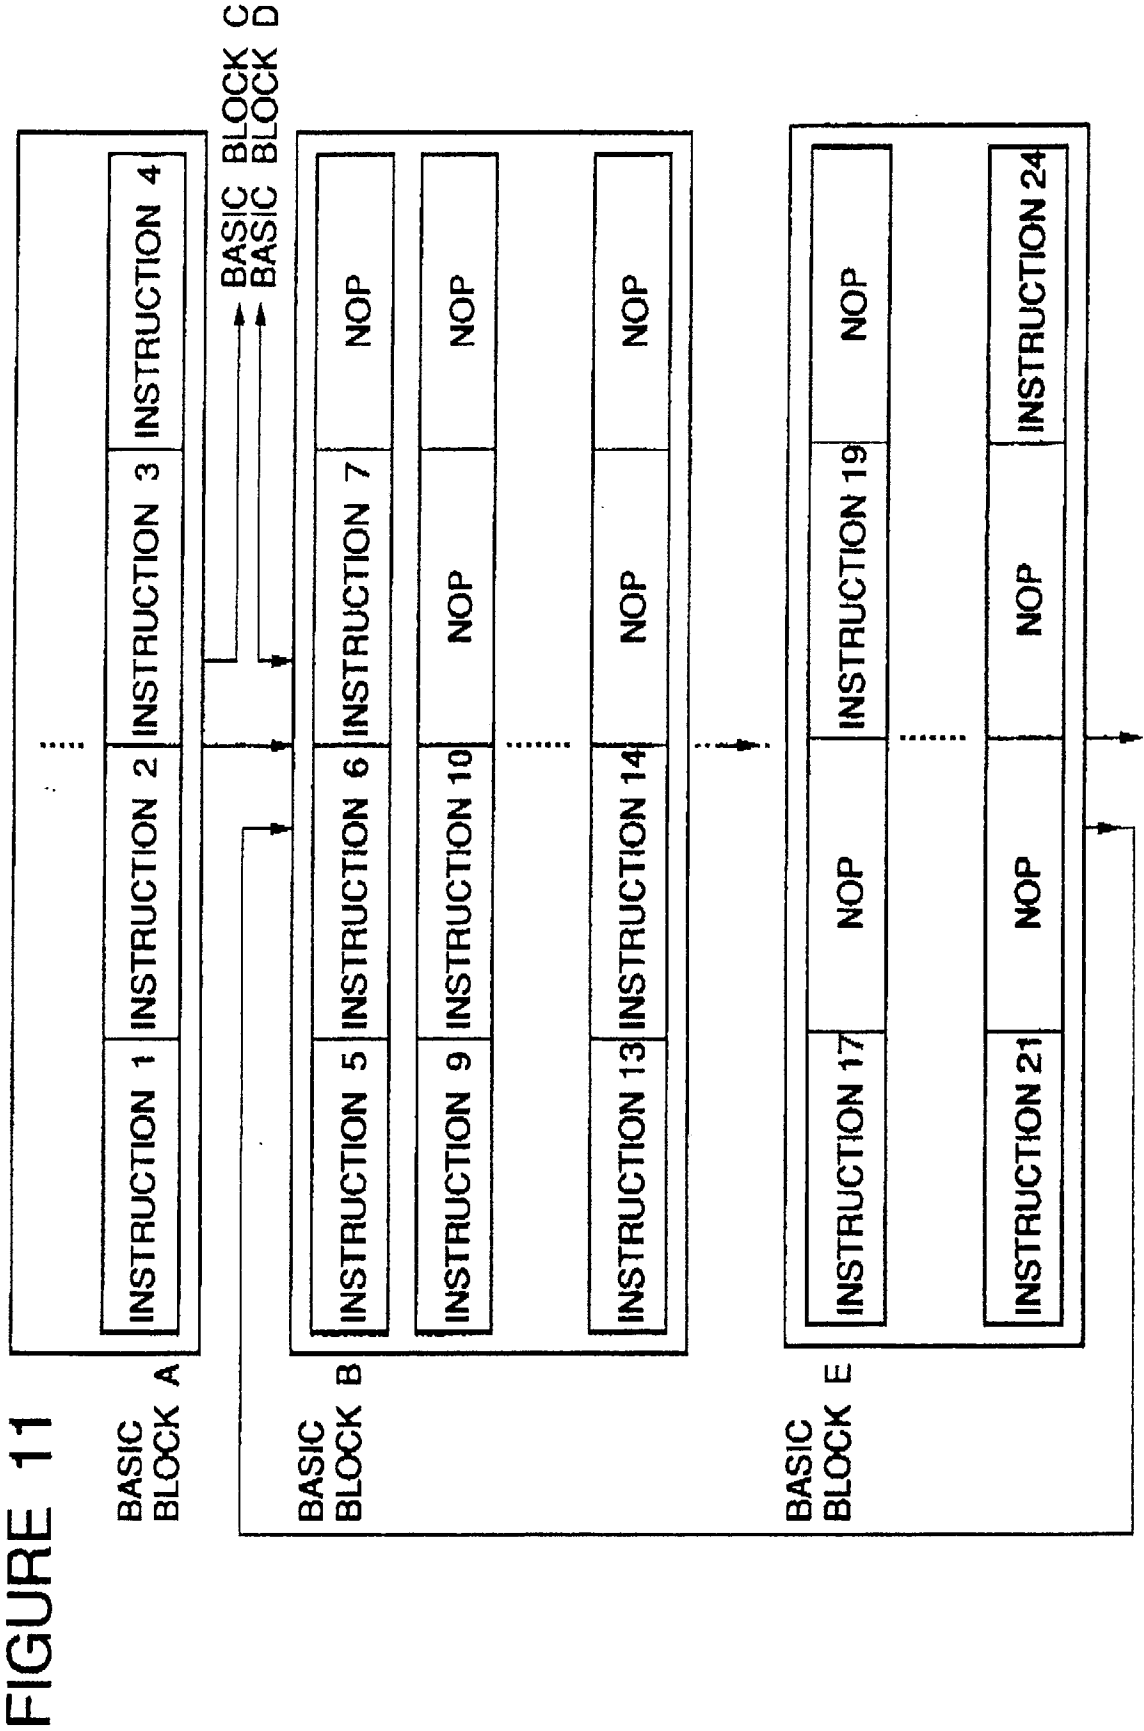 FIGURE 11
BASIC
BLOCK A
INSTRUCTION 1
INSTRUCTION 2
INSTRUCTION 3
INSTRUCTION 4
BASIC BLOCK C
BASIC BLOCK D
BASIC
BLOCK B
INSTRUCTION 5
INSTRUCTION 6
INSTRUCTION 7
NOP
INSTRUCTION 9
INSTRUCTION 10
NOP
NOP
INSTRUCTION 13
INSTRUCTION 14
NOP
NOP
BASIC
BLOCK E
INSTRUCTION 17
NOP
INSTRUCTION 19
NOP
INSTRUCTION 21
NOP
NOP
INSTRUCTION 24